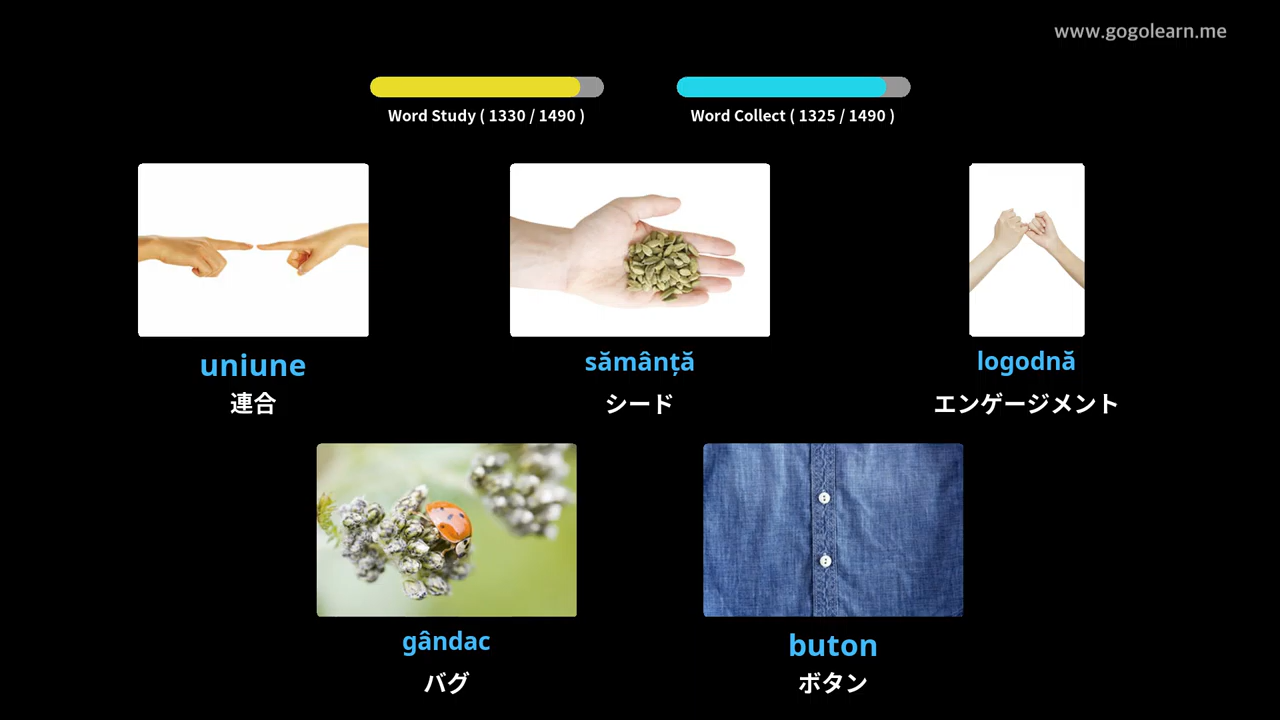 www.gogolearn.me
Word Study ( 1330 / 1490 )
Word Collect ( 1325 / 1490 )
uniune
連合
sămânță
シード
logodnă
エンゲージメント
gândac
バグ
buton
ボタン